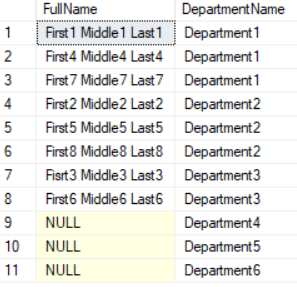 FullName DepartmentName
1 First1 Middle1 Last1 Department1
2 First4 Middle4 Last4 Department1
3 First7 Middle7 Last7 Department1
4 First2 Middle2 Last2 Department2
5 First5 Middle5 Last5 Department2
6 First8 Middle8 Last8 Department2
7 Fisrt3 Middle3 Last3 Department3
8 First6 Middle6 Last6 Department3
9 NULL Department4
10 NULL Department5
11 NULL Department6